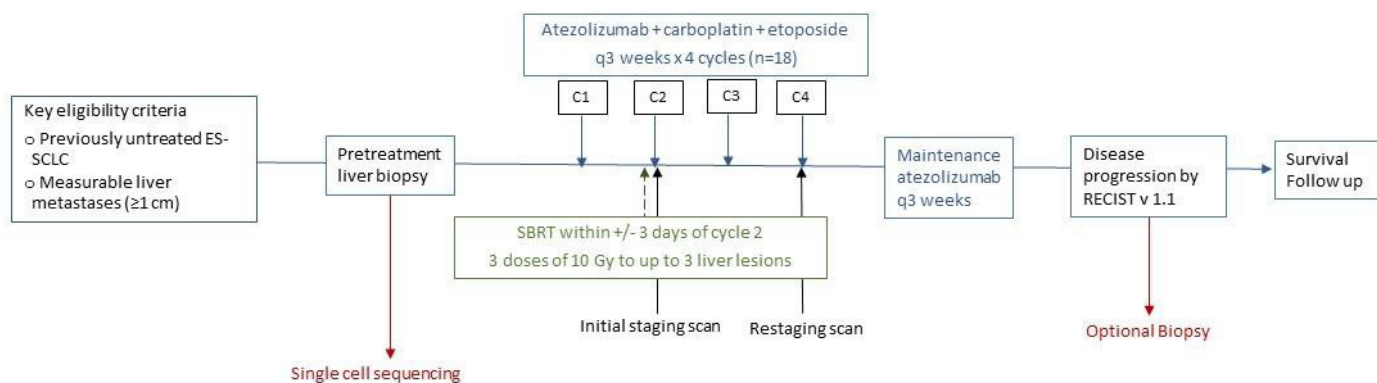 Atezolizumab + carboplatin + etoposide
q3 weeks x 4 cycles (n=18)
C1
C2
C3
C4
Key eligibility criteria
o Previously untreated ES-
SCLC
o Measurable liver
metastases (≥1 cm)
Pretreatment
liver biopsy
Maintenance
atezolizumab
q3 weeks
Disease
progression by
RECIST v 1.1
Survival
Follow up
SBRT within +/- 3 days of cycle 2
3 doses of 10 Gy to up to 3 liver lesions
Initial staging scan
Restaging scan
Optional Biopsy
Single cell sequencing